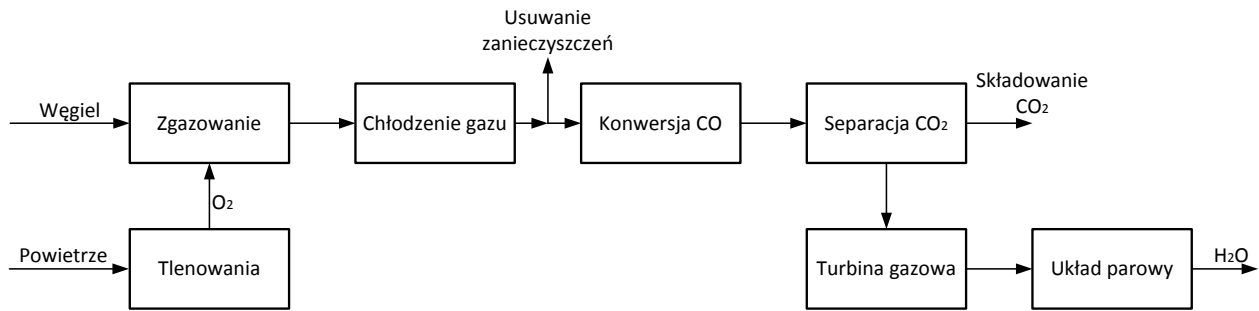 Usuwanie
zanieczyszczeń
Węgiel
Zgazowanie
Chłodzenie gazu
Konwersja CO
Separacja CO₂
Składowanie
CO₂
O₂
Powietrze
Tlenowania
Turbina gazowa
Układ parowy
H₂O